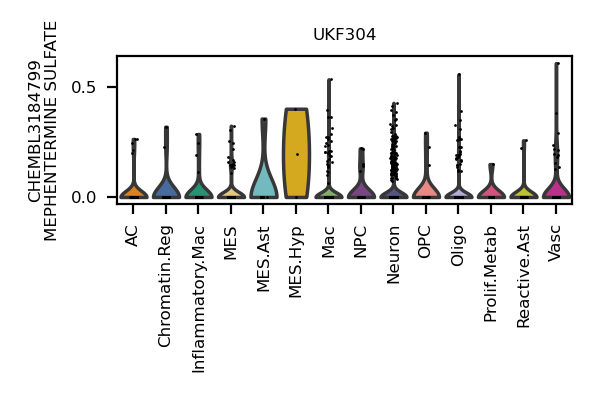 UKF304
CHEMBL3184799
MEPHENTERMINE SULFATE
0.5
0.0
AC
Chromatin.Reg
Inflammatory.Mac
MES
MES.Ast
MES.Hyp
Mac
NPC
Neuron
OPC
Oligo
Prolif.Metab
Reactive.Ast
Vasc